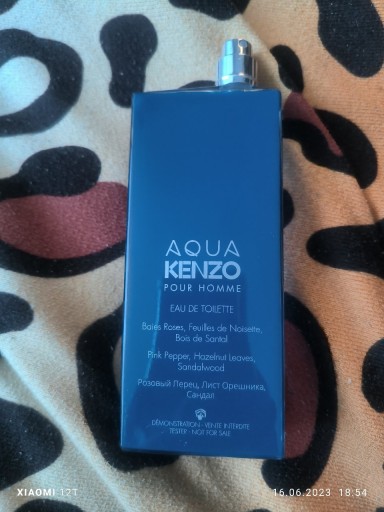 AQUA
KENZO
POUR HOMME
EAU DE TOILETTE
Baies Roses, Feuilles de Noisette,
Bois de Santal
Pink Pepper, Hazelnut Leaves,
Sandalwood
Розовый Перец, Лист Орешника,
Сандал
DÉMONSTRATION - VENTE INTERDITE
TESTER - NOT FOR SALE
XIAOMI 12T
16.06.2023 18:54